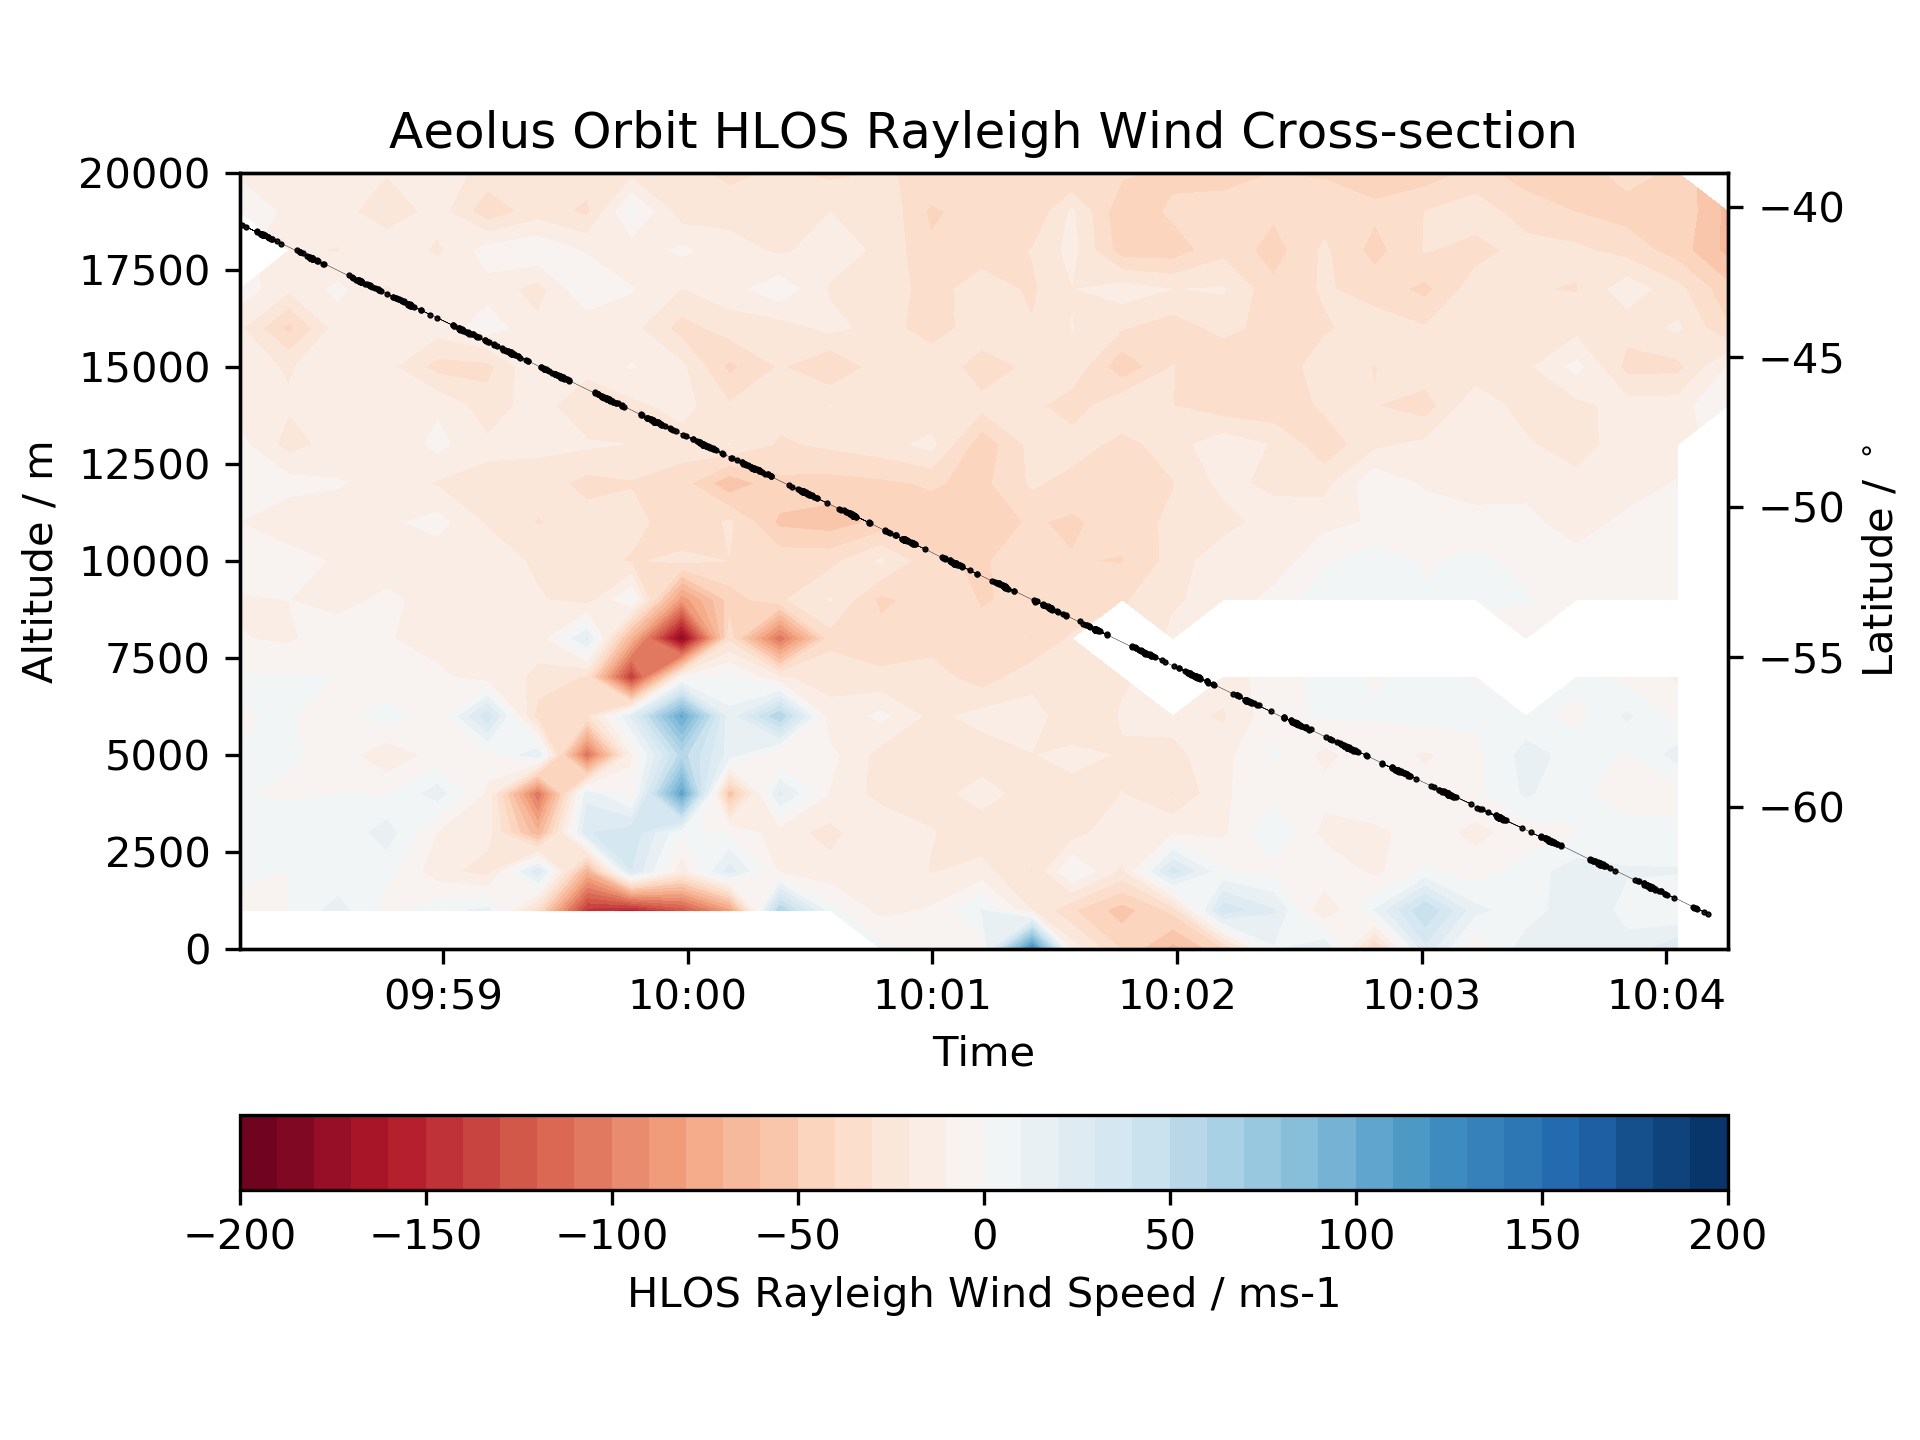 Aeolus Orbit HLOS Rayleigh Wind Cross-section
20000
17500
15000
12500
10000
7500
5000
2500
0
Altitude / m
−40
−45
−50
−55
−60
Latitude / °
09:59 10:00 10:01 10:02 10:03 10:04
Time
−200 −150 −100 −50 0 50 100 150 200
HLOS Rayleigh Wind Speed / ms-1